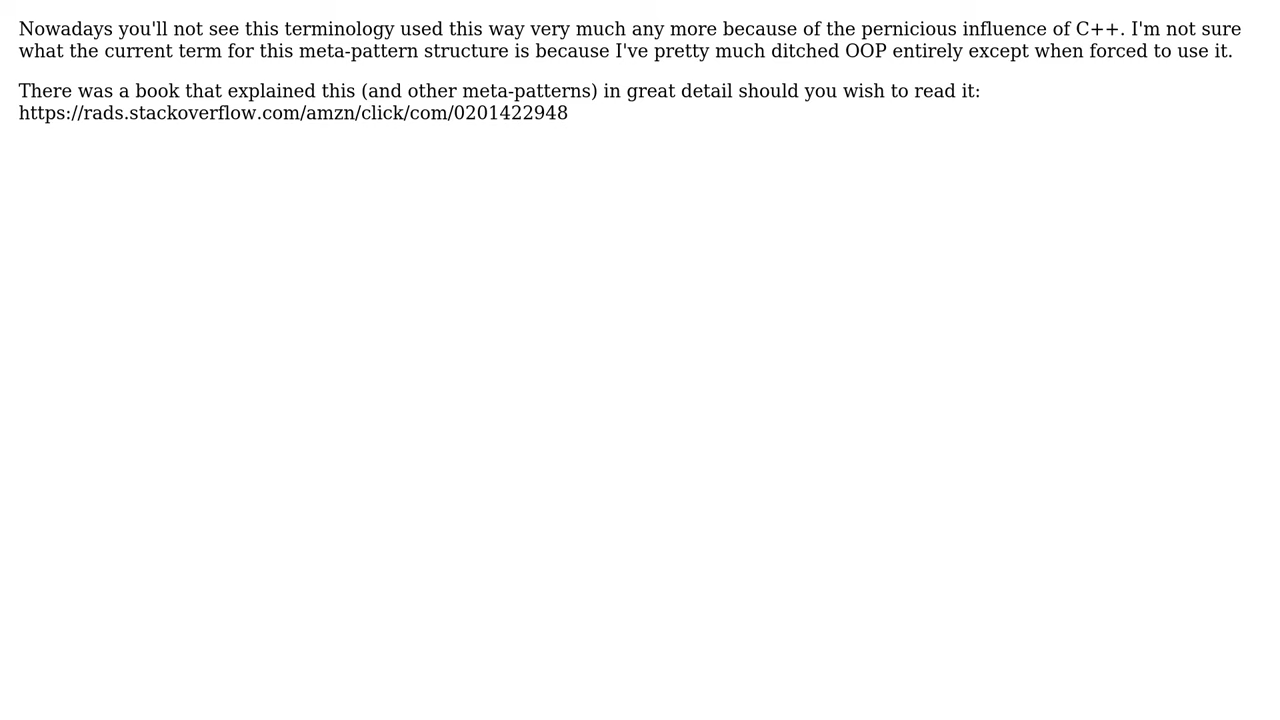 Nowadays you'll not see this terminology used this way very much any more because of the pernicious influence of C++. I'm not sure
what the current term for this meta-pattern structure is because I've pretty much ditched OOP entirely except when forced to use it.
There was a book that explained this (and other meta-patterns) in great detail should you wish to read it:
https://rads.stackoverflow.com/amzn/click/com/0201422948